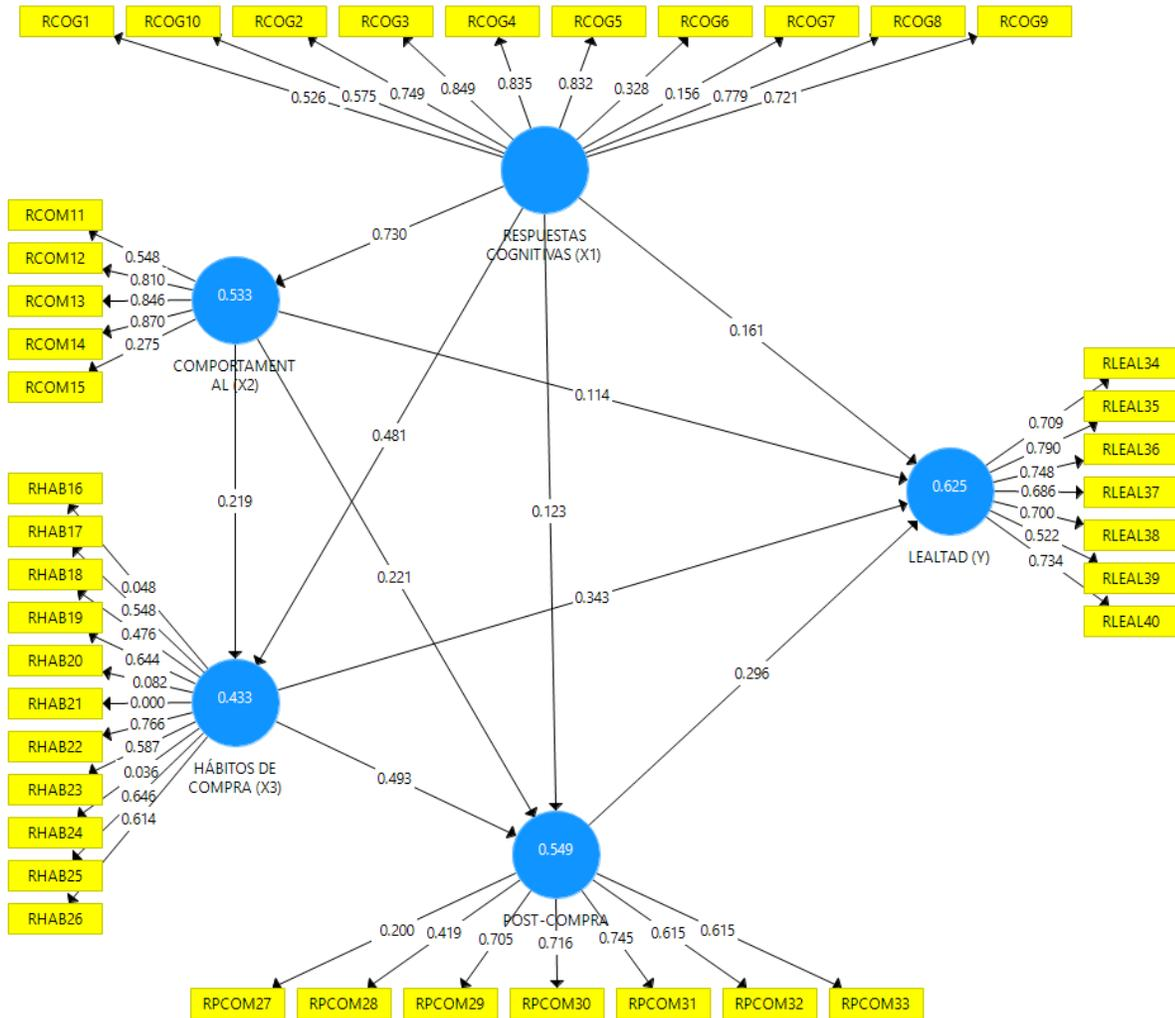 RCOG1
RCOG10
RCOG2
RCOG3
RCOG4
RCOG5
RCOG6
RCOG7
RCOG8
RCOG9
0.526
0.575
0.749
0.849
0.835
0.832
0.328
0.156
0.779
0.721
RESPUESTAS
COGNITIVAS (X1)
0.730
RCOM11
RCOM12
RCOM13
RCOM14
RCOM15
0.548
0.810
0.846
0.870
0.275
0.533
COMPORTAMENT
AL (X2)
0.161
0.114
0.481
0.219
0.123
0.221
0.343
0.296
0.493
RLEAL34
RLEAL35
RLEAL36
RLEAL37
RLEAL38
RLEAL39
RLEAL40
0.709
0.790
0.748
0.686
0.700
0.522
0.734
0.625
LEALTAD (Y)
RHAB16
RHAB17
RHAB18
RHAB19
RHAB20
RHAB21
RHAB22
RHAB23
RHAB24
RHAB25
RHAB26
0.048
0.548
0.476
0.644
0.082
0.000
0.766
0.587
0.036
0.646
0.614
0.433
HÁBITOS DE
COMPRA (X3)
0.549
POST-COMPRA
0.200
0.419
0.705
0.716
0.745
0.615
0.615
RPCOM27
RPCOM28
RPCOM29
RPCOM30
RPCOM31
RPCOM32
RPCOM33